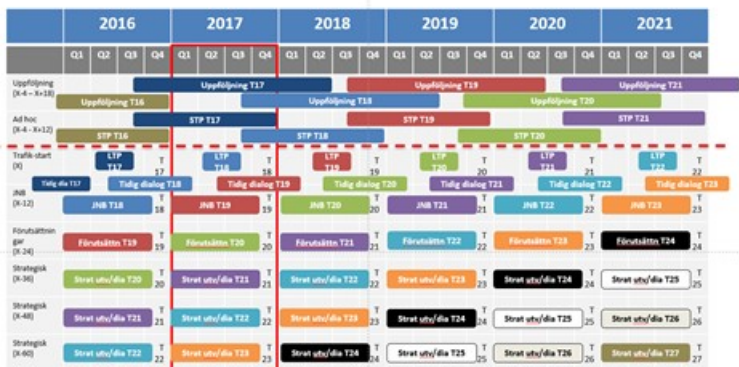 2016 2017 2018 2019 2020 2021
Q1 Q2 Q3 Q4 Q1 Q2 Q3 Q4 Q1 Q2 Q3 Q4 Q1 Q2 Q3 Q4 Q1 Q2 Q3 Q4 Q1 Q2 Q3 Q4
Uppföljning
(X-4 – X+18)
Uppföljning T17 Uppföljning T19 Uppföljning T21
Uppföljning T16 Uppföljning T18 Uppföljning T20
Ad hoc
(X-4 - X+12)
STP T17 STP T19 STP T21
STP T16 STP T18 STP T20
Trafik-start
(X)
LTP T17 T 17 LTP T18 T 18 LTP T19 T 19 LTP T20 T 20 LTP T21 T 21 LTP T22 T 22
Tidig dia T17 Tidig dialog T18 Tidig dialog T19 Tidig dialog T20 Tidig dialog T21 Tidig dialog T22 Tidig dialog T23
JNB
(X-12)
JNB T18 T 18 JNB T19 T 19 JNB T20 T 20 JNB T21 T 21 JNB T22 T 22 JNB T23 T 23
Förutsättnin
gar
(X-24)
Förutsättn T19 T 19 Förutsättn T20 T 20 Förutsättn T21 T 21 Förutsättn T22 T 22 Förutsättn T23 T 23 Förutsättn T24 T 24
Strategisk
(X-36)
Strat utv/dia T20 T 20 Strat utv/dia T21 T 21 Strat utv/dia T22 T 22 Strat utv/dia T23 T 23 Strat utv/dia T24 T 24 Strat utv/dia T25 T 25
Strategisk
(X-48)
Strat utv/dia T21 T 21 Strat utv/dia T22 T 22 Strat utv/dia T23 T 23 Strat utv/dia T24 T 24 Strat utv/dia T25 T 25 Strat utv/dia T26 T 26
Strategisk
(X-60)
Strat utv/dia T22 T 22 Strat utv/dia T23 T 23 Strat utv/dia T24 T 24 Strat utv/dia T25 T 25 Strat utv/dia T26 T 26 Strat utv/dia T27 T 27